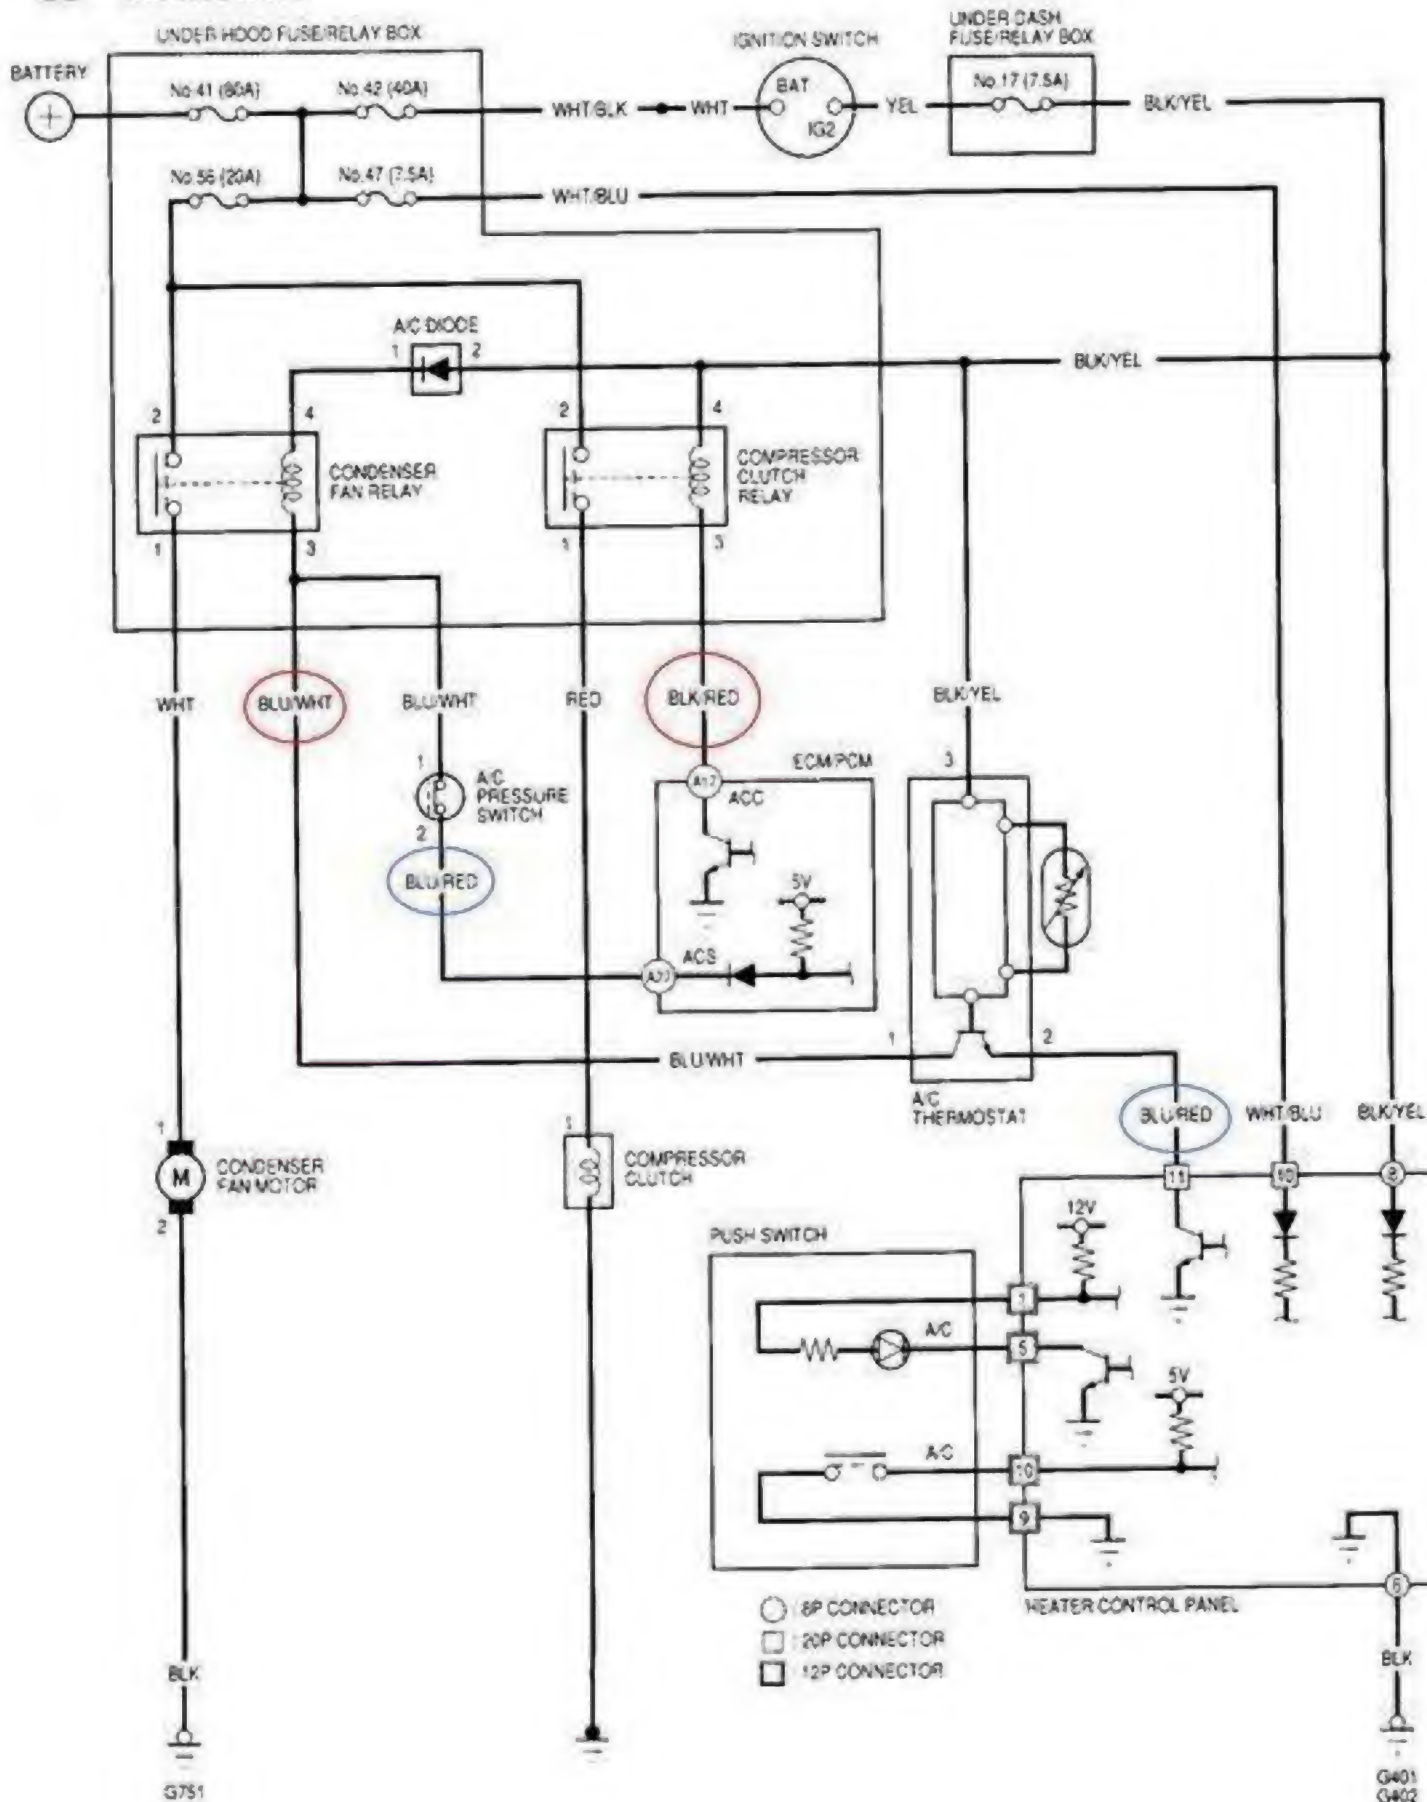 UNDER HOOD FUSE/RELAY BOX
BATTERY
No.41 (80A)
No.42 (40A)
WHT/BLK
WHT
IGNITION SWITCH
BAT
IG2
YEL
UNDER DASH
FUSE/RELAY BOX
No.17 (7.5A)
BLK/YEL
No.56 (20A)
No.47 (7.5A)
WHT/BLU
A/C DIODE
1
2
BLK/YEL
2
4
CONDENSER
FAN RELAY
1
3
2
4
COMPRESSOR
CLUTCH
RELAY
1
3
WHT
BLU/WHT
BLU/WHT
RED
BLK/RED
BLK/YEL
1
A/C
PRESSURE
SWITCH
2
BLU/RED
ECM/PCM
A17
ACC
5V
ACS
3
BLU/WHT
1
2
A/C
THERMOSTAT
BLU/RED
WHT/BLU
BLK/YEL
1
M
CONDENSER
FAN MOTOR
2
1
COMPRESSOR
CLUTCH
11
10
8
12V
PUSH SWITCH
1
A/C
5
5V
A/C
10
9
8P CONNECTOR
20P CONNECTOR
12P CONNECTOR
HEATER CONTROL PANEL
6
BLK
BLK
G751
G401
G402